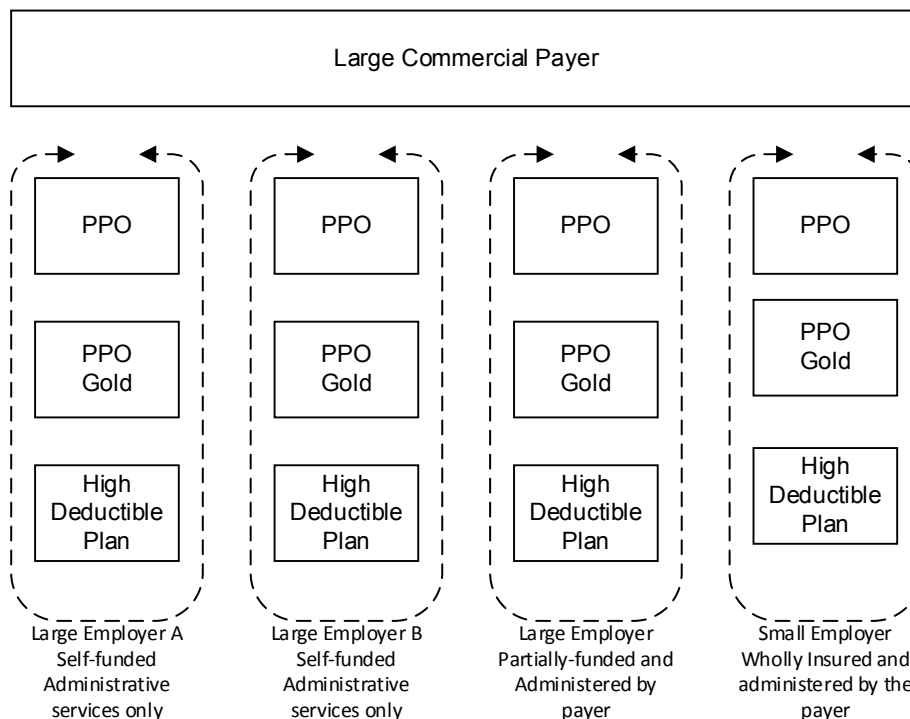 Large Commercial Payer
PPO
PPO
PPO
PPO
PPO
Gold
PPO
Gold
PPO
Gold
PPO
Gold
High
Deductible
Plan
High
Deductible
Plan
High
Deductible
Plan
High
Deductible
Plan
Large Employer A
Self-funded
Administrative
services only
Large Employer B
Self-funded
Administrative
services only
Large Employer
Partially-funded and
Administered by
payer
Small Employer
Wholly Insured and
administered by the
payer